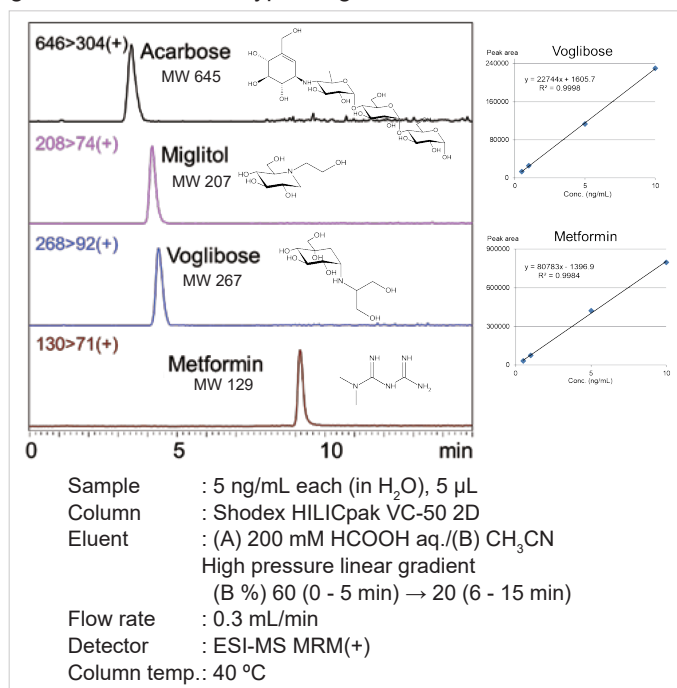 646>304(+)
Acarbose
MW 645
208>74(+)
Miglitol
MW 207
268>92(+)
Voglibose
MW 267
130>71(+)
Metformin
MW 129
0 5 10 min
Peak area
Voglibose
240000
y = 22744x + 1605.7
R² = 0.9998
160000
80000
0
0 5 10
Conc. (ng/mL)
Peak area
Metformin
900000
y = 80783x - 1396.9
R² = 0.9984
600000
300000
0
0 5 10
Conc. (ng/mL)
Sample : 5 ng/mL each (in H₂O), 5 µL
Column : Shodex HILICpak VC-50 2D
Eluent : (A) 200 mM HCOOH aq./(B) CH₃CN
High pressure linear gradient
(B %) 60 (0 - 5 min) → 20 (6 - 15 min)
Flow rate : 0.3 mL/min
Detector : ESI-MS MRM(+)
Column temp.: 40 ºC